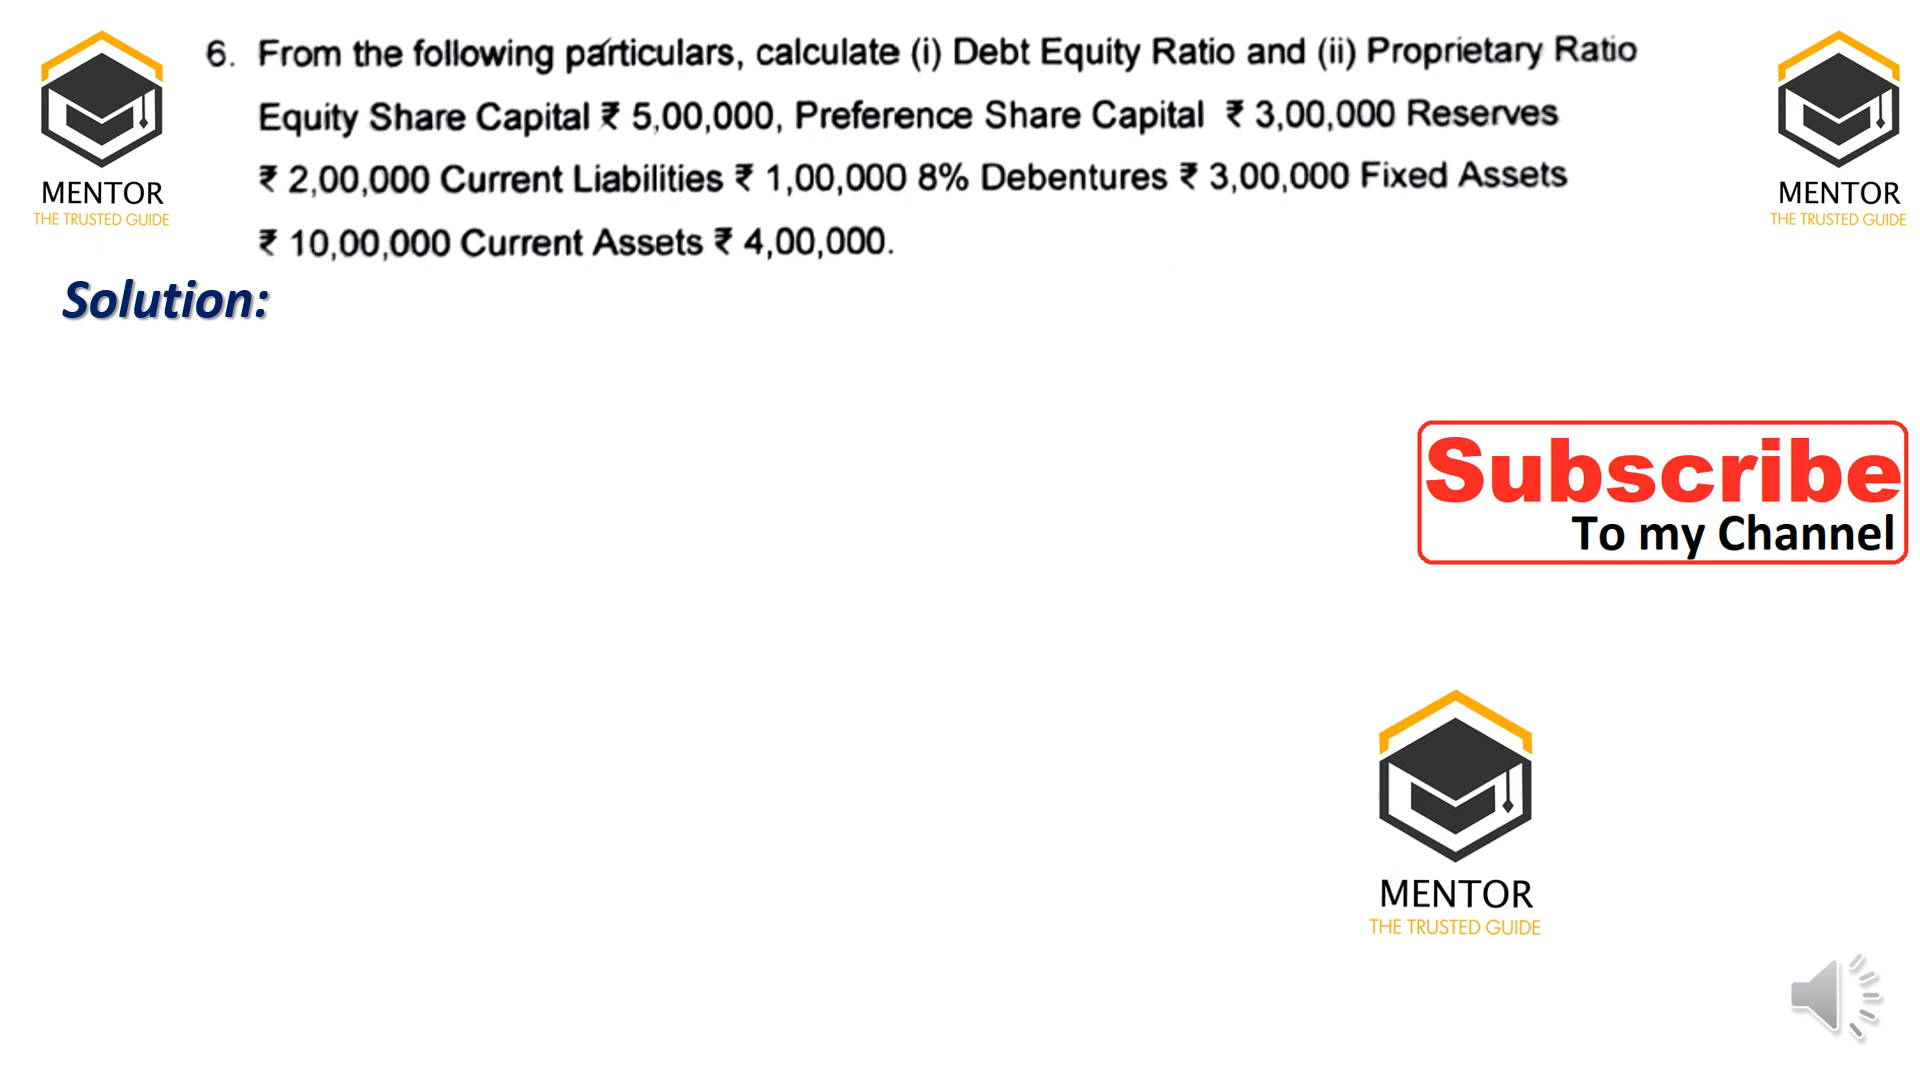 MENTOR
THE TRUSTED GUIDE
6. From the following particulars, calculate (i) Debt Equity Ratio and (ii) Proprietary Ratio
Equity Share Capital ₹ 5,00,000, Preference Share Capital ₹ 3,00,000 Reserves
₹ 2,00,000 Current Liabilities ₹ 1,00,000 8% Debentures ₹ 3,00,000 Fixed Assets
₹ 10,00,000 Current Assets ₹ 4,00,000.
MENTOR
THE TRUSTED GUIDE
Solution:
Subscribe
To my Channel
MENTOR
THE TRUSTED GUIDE